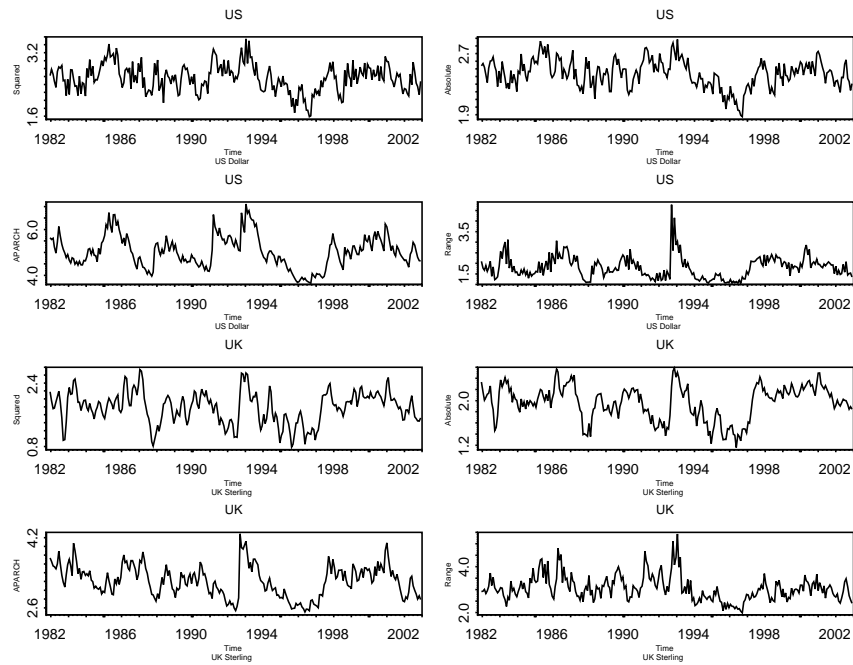 US
US
Squared
3.2
1.6
1982 1986 1990 1994 1998 2002
Time
US Dollar
Absolute
2.7
1.9
1982 1986 1990 1994 1998 2002
Time
US Dollar
US
US
APARCH
6.0
4.0
1982 1986 1990 1994 1998 2002
Time
US Dollar
Range
3.5
1.5
1982 1986 1990 1994 1998 2002
Time
US Dollar
UK
UK
Squared
2.4
0.8
1982 1986 1990 1994 1998 2002
Time
UK Sterling
Absolute
2.0
1.2
1982 1986 1990 1994 1998 2002
Time
UK Sterling
UK
UK
APARCH
4.2
2.6
1982 1986 1990 1994 1998 2002
Time
UK Sterling
Range
4.0
2.0
1982 1986 1990 1994 1998 2002
Time
UK Sterling